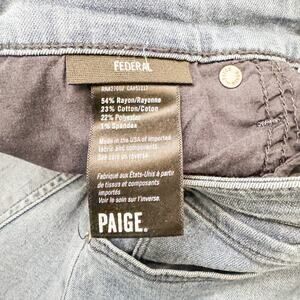 FEDERAL
RNA17002 CA45121?
54% Rayon/Rayonne
23% Cotton/Coton
22% Polyester
1% Spandex
Made in the USA of imported
fabric and components.
See care on reverse.
Fabriqué aux États-Unis à partir
de tissus et composants
importés
Voir le soin sur l'inverse.
PAIGE.